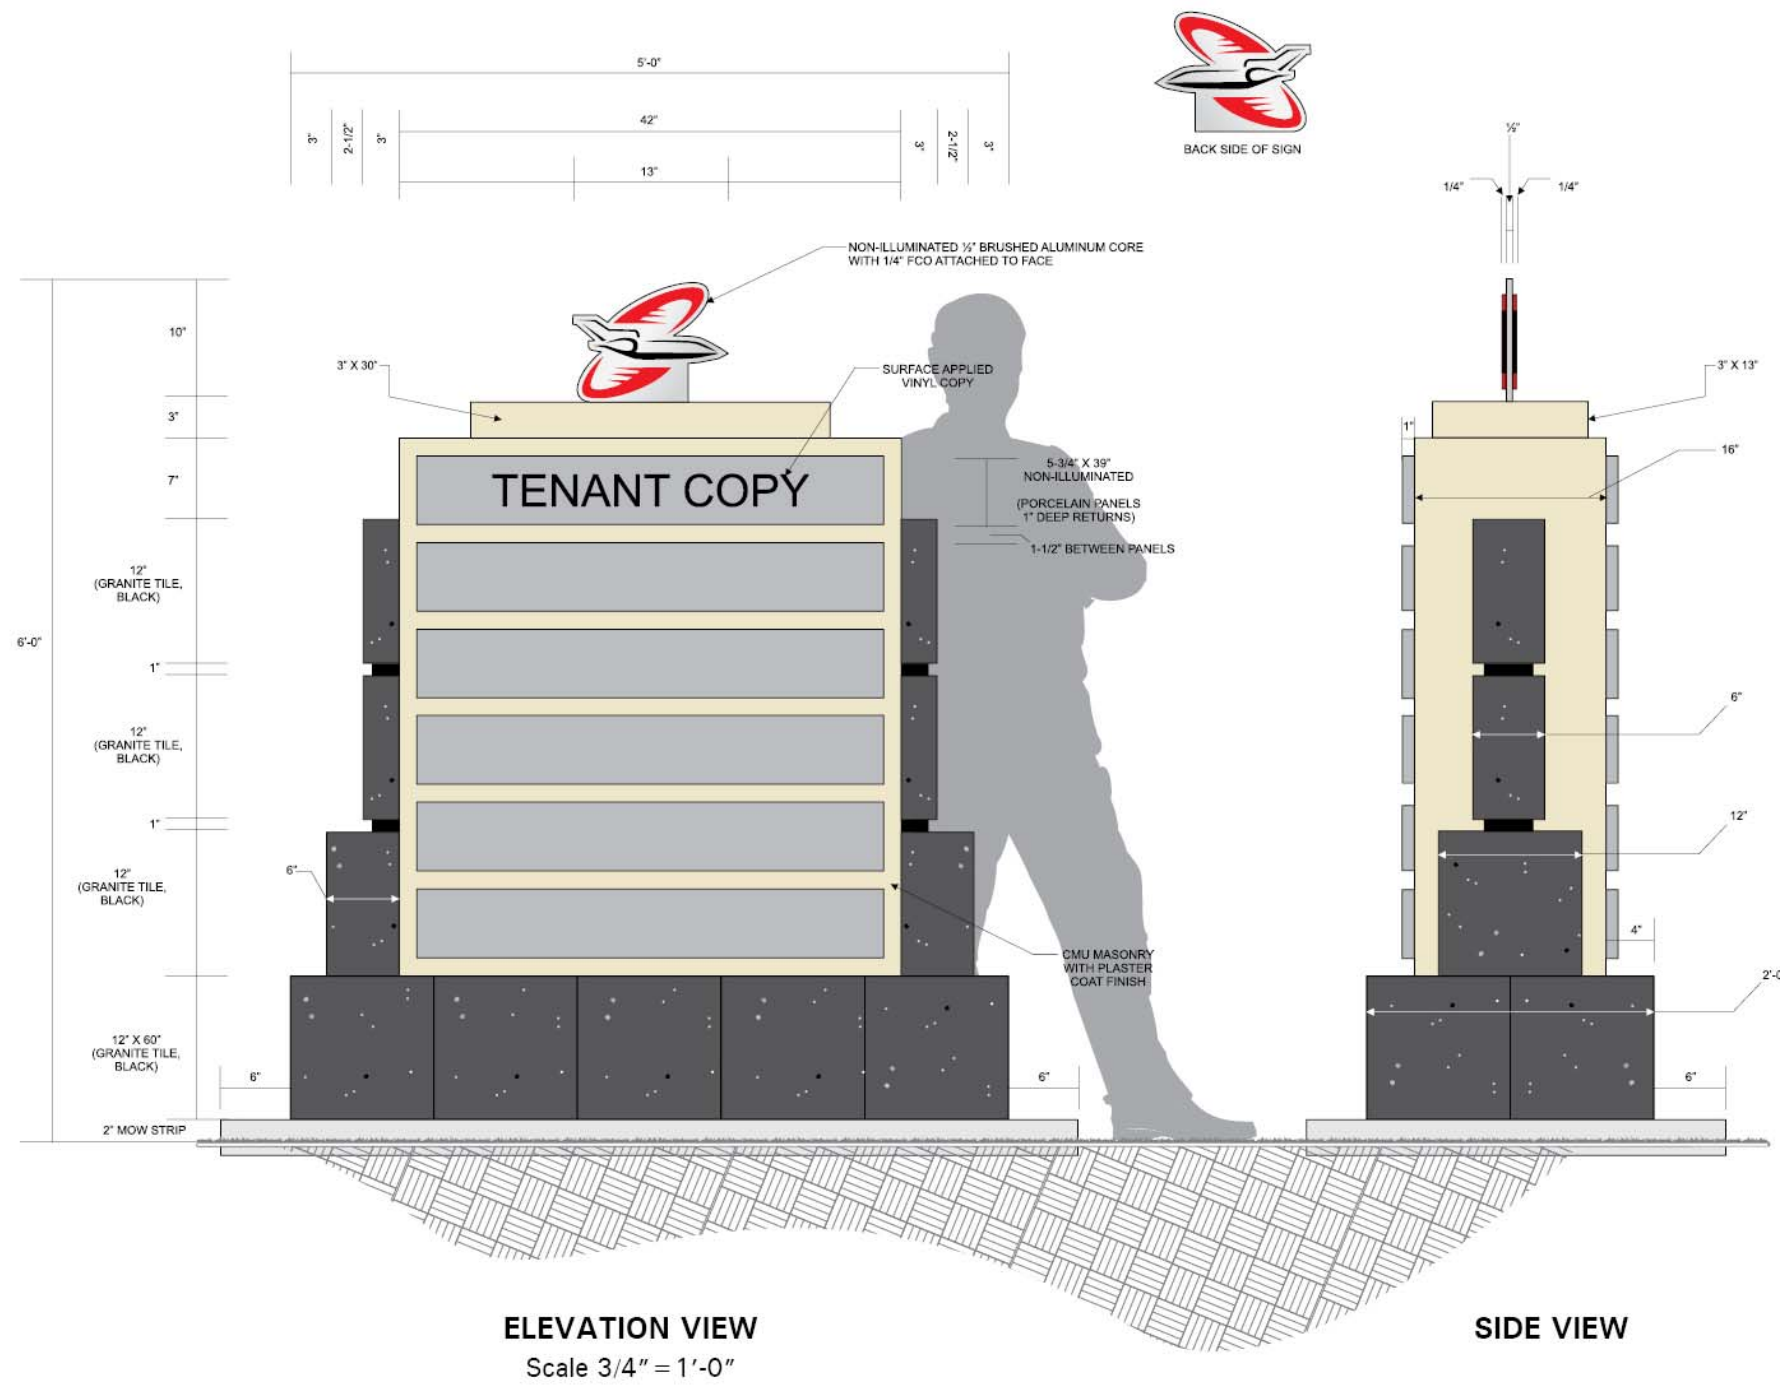 5'-0"
42"
13"
3"
2-1/2"
3"
3"
2-1/2"
3"
BACK SIDE OF SIGN
½"
1/4"
1/4"
NON-ILLUMINATED ½" BRUSHED ALUMINUM CORE
WITH 1/4" FCO ATTACHED TO FACE
10"
3" X 30"
SURFACE APPLIED
VINYL COPY
3" X 13"
3"
1"
16"
7"
TENANT COPY
5-3/4" X 39"
NON-ILLUMINATED
(PORCELAIN PANELS
1" DEEP RETURNS)
1-1/2" BETWEEN PANELS
12"
(GRANITE TILE,
BLACK)
6'-0"
1"
6"
12"
(GRANITE TILE,
BLACK)
1"
12"
12"
(GRANITE TILE,
BLACK)
6"
4"
CMU MASONRY
WITH PLASTER
COAT FINISH
2'-0
12" X 60"
(GRANITE TILE,
BLACK)
6"
6"
6"
2" MOW STRIP
ELEVATION VIEW
Scale 3/4" = 1'-0"
SIDE VIEW